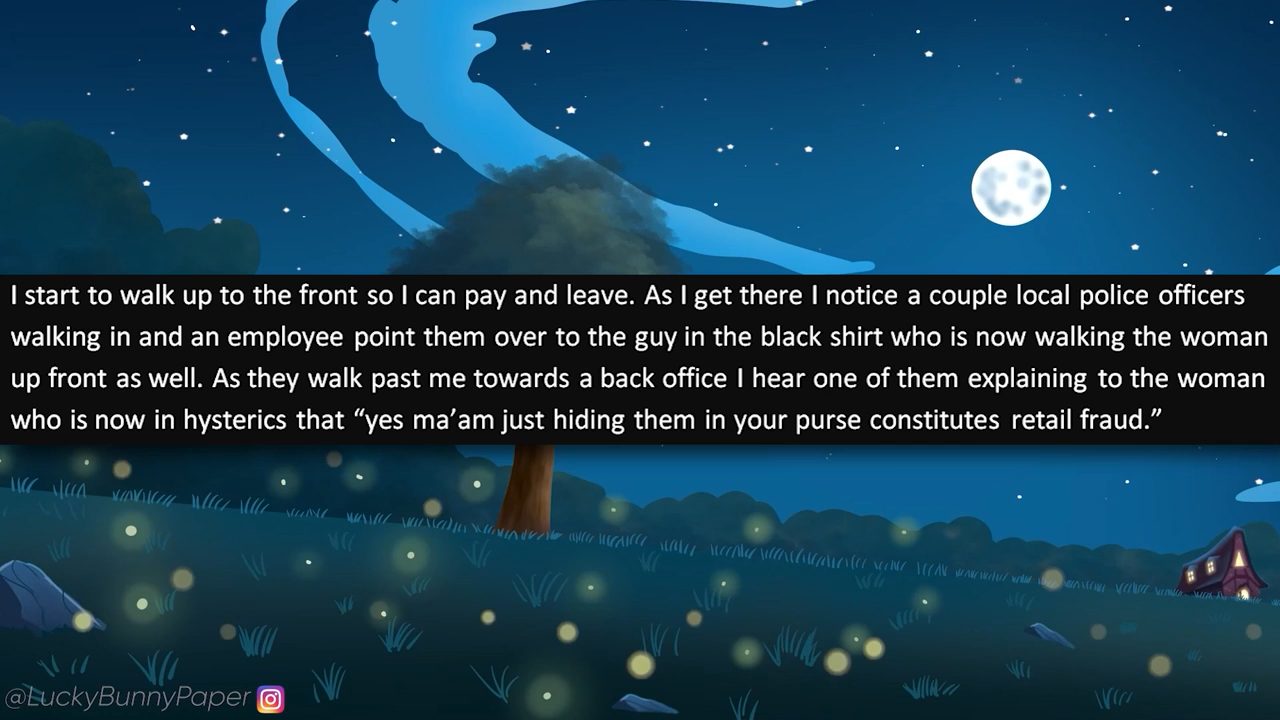 I start to walk up to the front so I can pay and leave. As I get there I notice a couple local police officers
walking in and an employee point them over to the guy in the black shirt who is now walking the woman
up front as well. As they walk past me towards a back office I hear one of them explaining to the woman
who is now in hysterics that “yes ma’am just hiding them in your purse constitutes retail fraud.”
@LuckyBunnyPaper